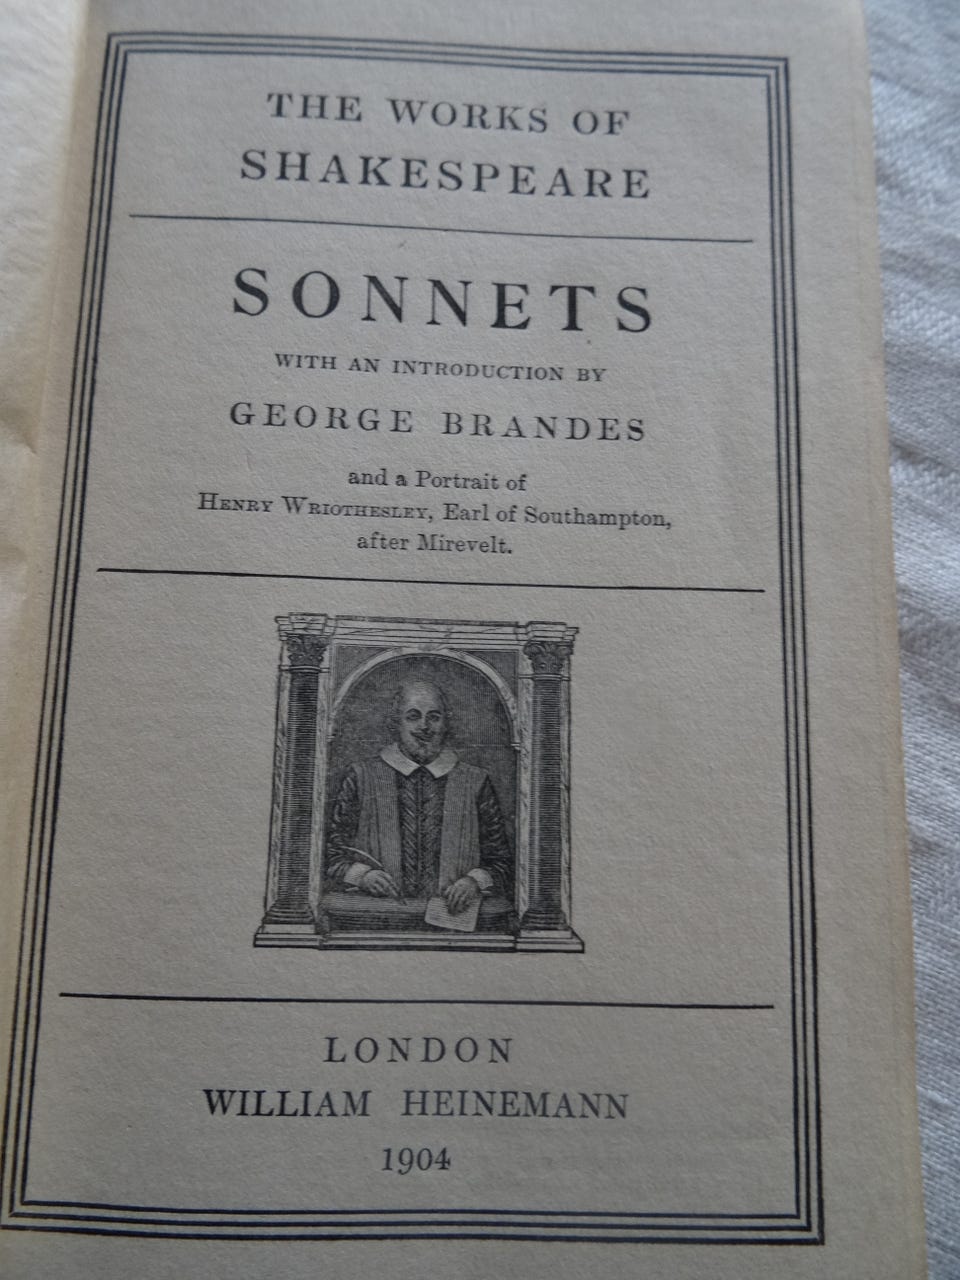 THE WORKS OF
SHAKESPEARE
SONNETS
WITH AN INTRODUCTION BY
GEORGE BRANDES
and a Portrait of
HENRY WRIOTHESLEY, Earl of Southampton,
after Mirevelt.
LONDON
WILLIAM HEINEMANN
1904